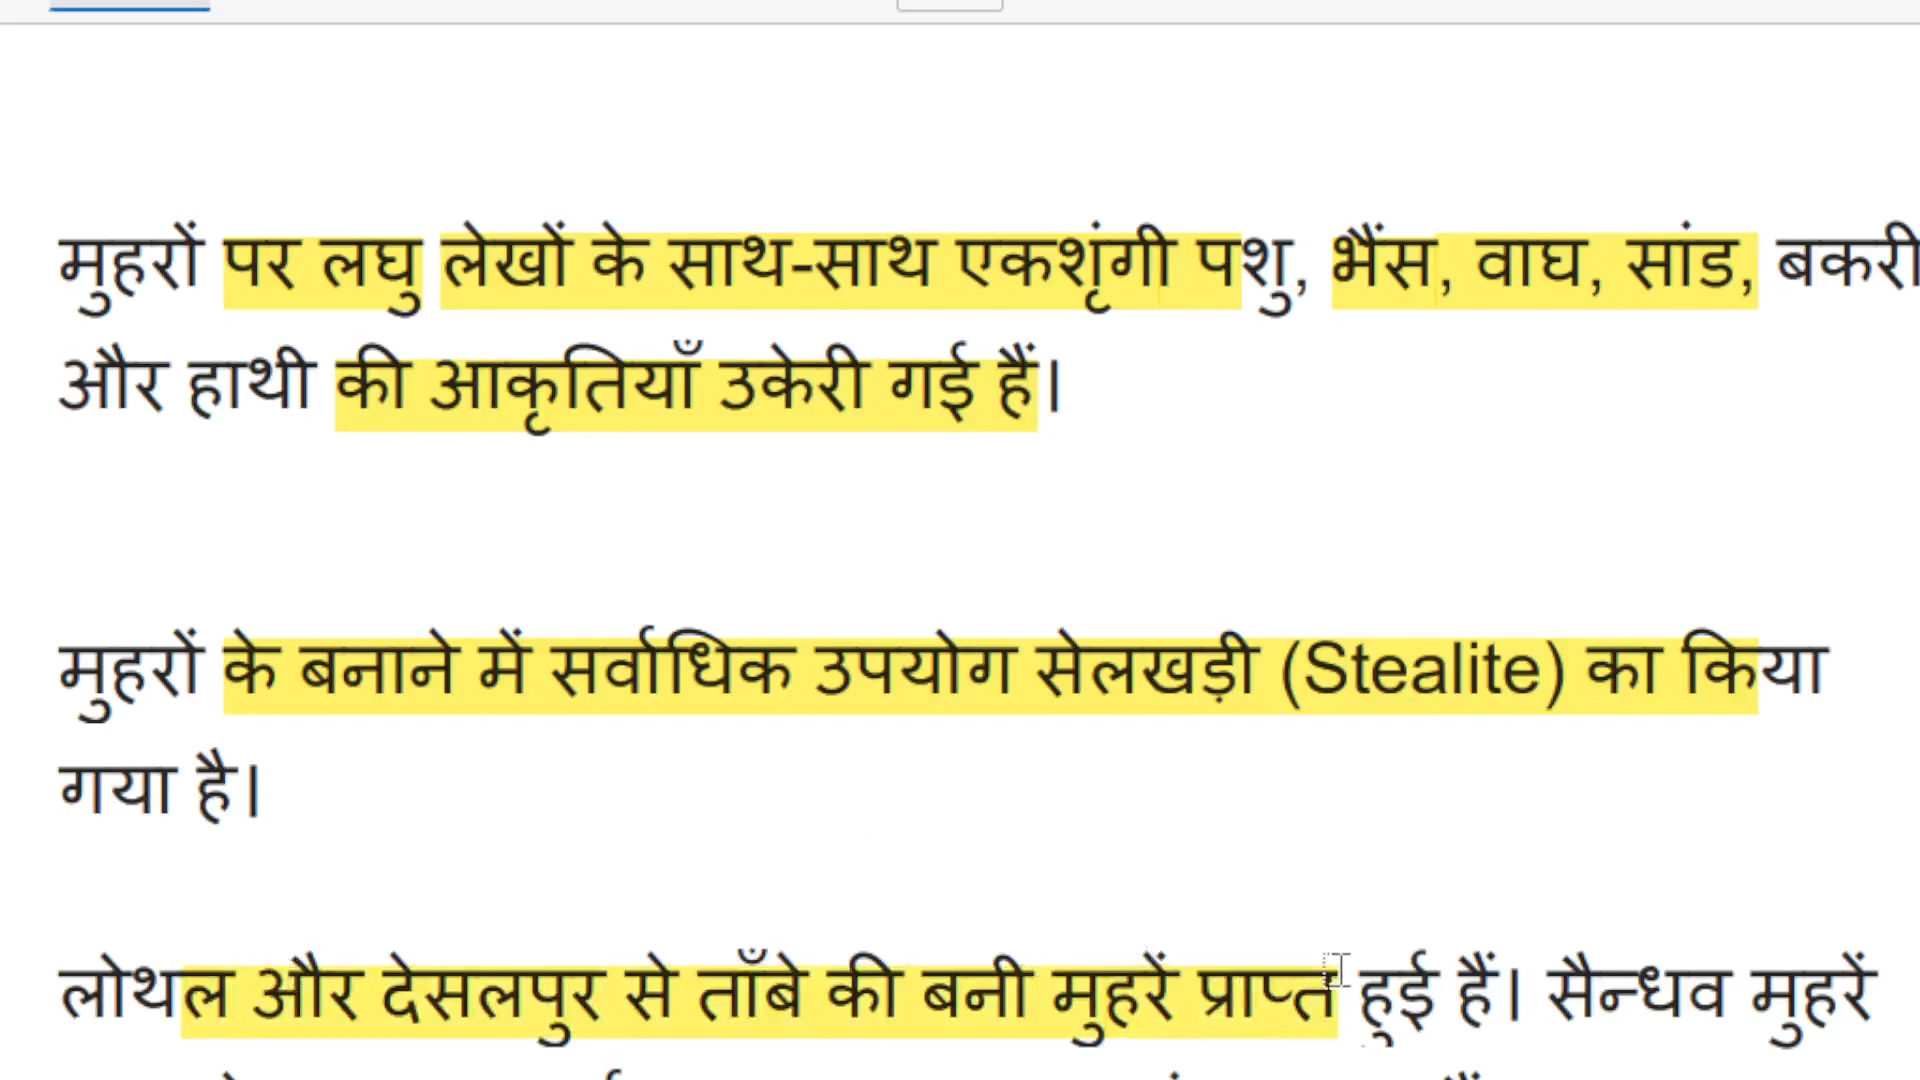 मुहरों पर लघु लेखों के साथ-साथ एकशृंगी पशु, भैंस, वाघ, सांड, बकरी
और हाथी की आकृतियाँ उकेरी गई हैं।
मुहरों के बनाने में सर्वाधिक उपयोग सेलखड़ी (Stealite) का किया
गया है।
लोथल और देसलपुर से ताँबे की बनी मुहरें प्राप्त हुई हैं। सैन्धव मुहरें